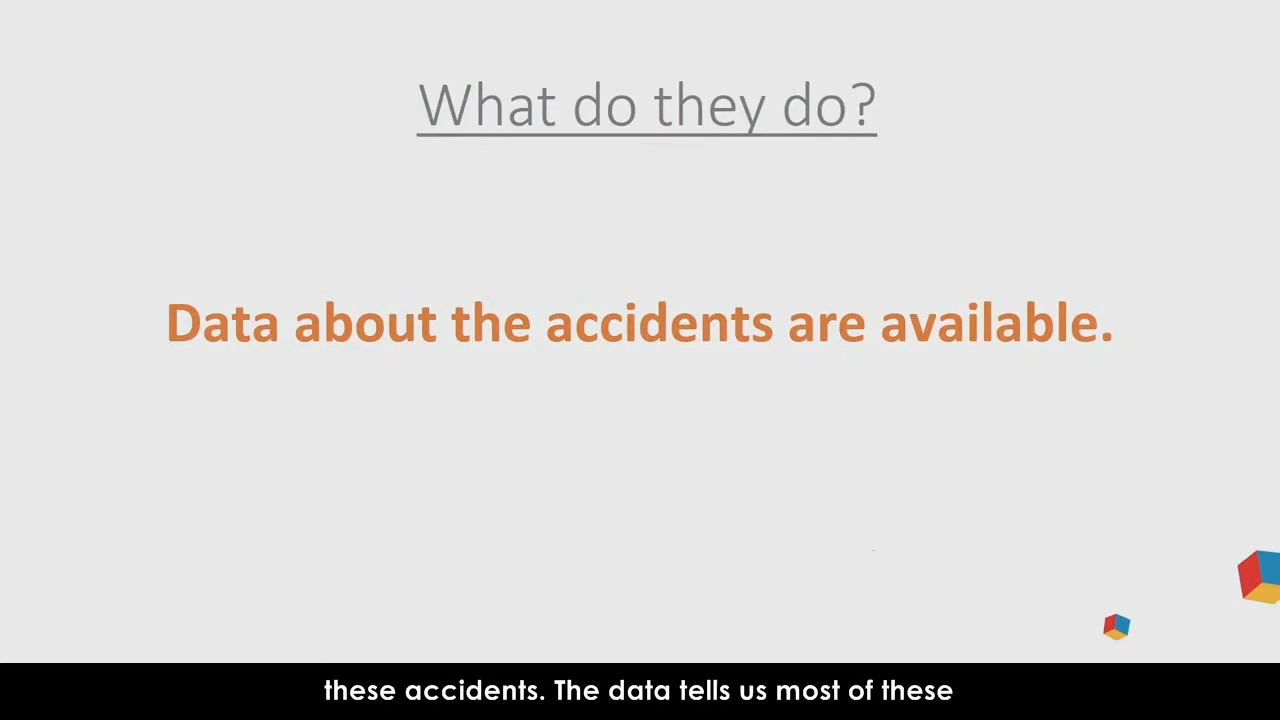 What do they do?
Data about the accidents are available.
these accidents. The data tells us most of these